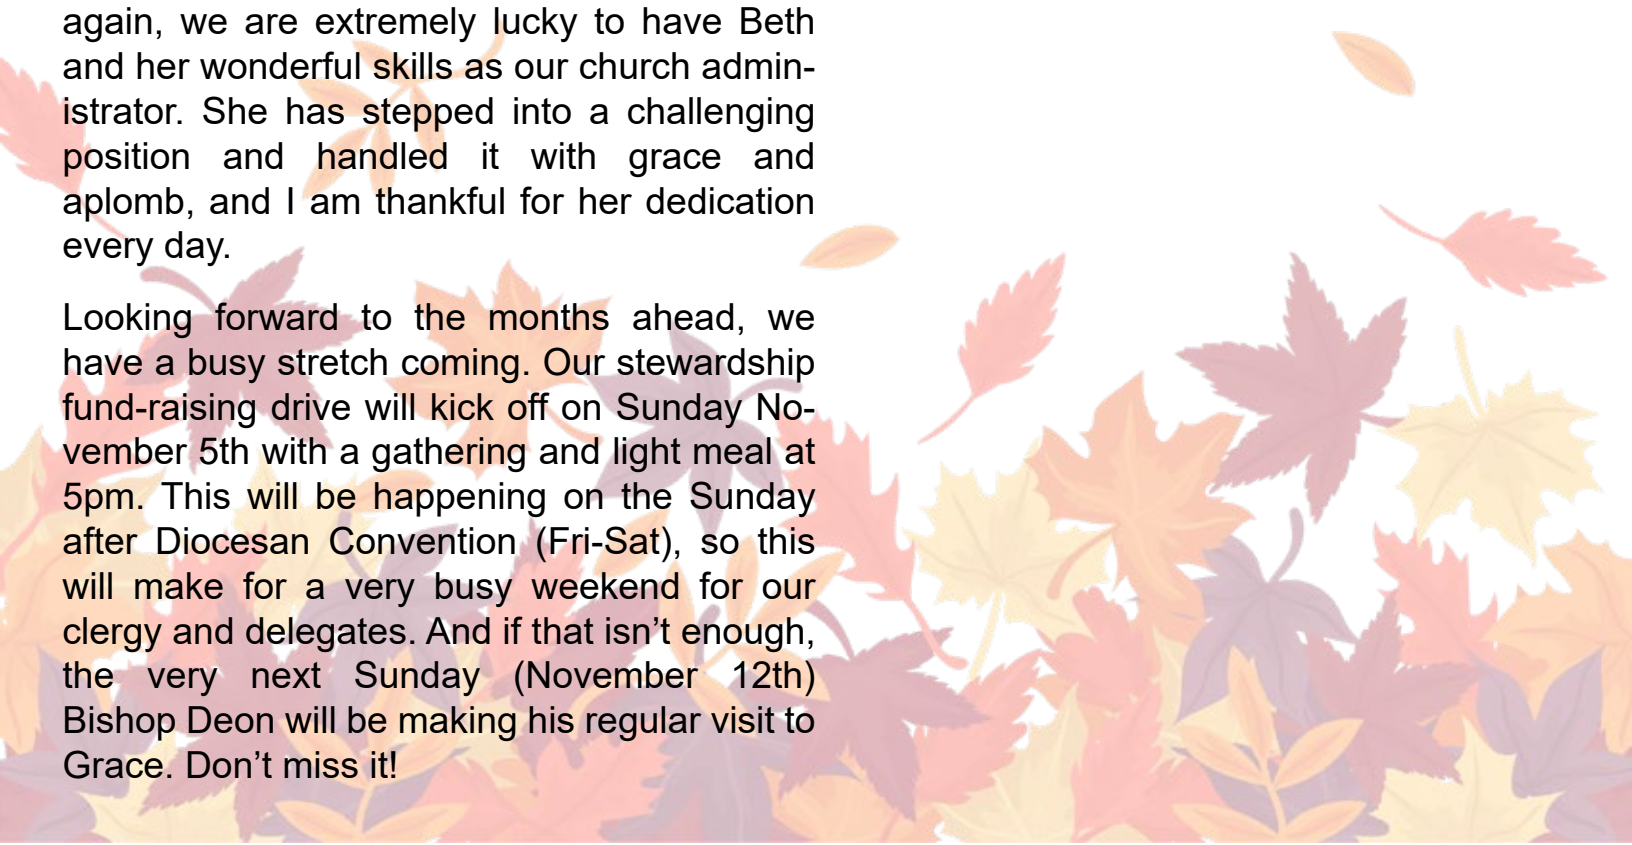 again, we are extremely lucky to have Beth
and her wonderful skills as our church admin-
istrator. She has stepped into a challenging
position and handled it with grace and
aplomb, and I am thankful for her dedication
every day.
Looking forward to the months ahead, we
have a busy stretch coming. Our stewardship
fund-raising drive will kick off on Sunday No-
vember 5th with a gathering and light meal at
5pm. This will be happening on the Sunday
after Diocesan Convention (Fri-Sat), so this
will make for a very busy weekend for our
clergy and delegates. And if that isn’t enough,
the very next Sunday (November 12th)
Bishop Deon will be making his regular visit to
Grace. Don’t miss it!